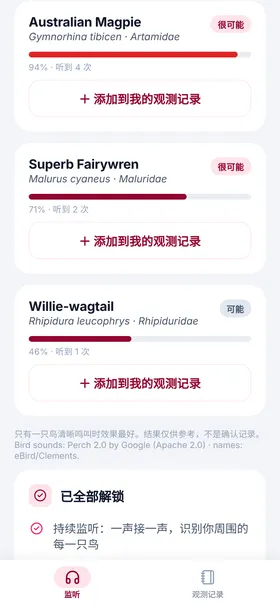 Australian Magpie
很可能
Gymnorhina tibicen · Artamidae
94% · 听到 4 次
+ 添加到我的观测记录
Superb Fairywren
很可能
Malurus cyaneus · Maluridae
71% · 听到 2 次
+ 添加到我的观测记录
Willie-wagtail
可能
Rhipidura leucophrys · Rhipiduridae
46% · 听到 1 次
+ 添加到我的观测记录
只有一只鸟清晰鸣叫时效果最好。结果仅供参考，不是确认记录。
Bird sounds: Perch 2.0 by Google (Apache 2.0) · names:
eBird/Clements.
已全部解锁
持续监听：一声接一声，识别你周围的
每一只鸟
监听
观测记录